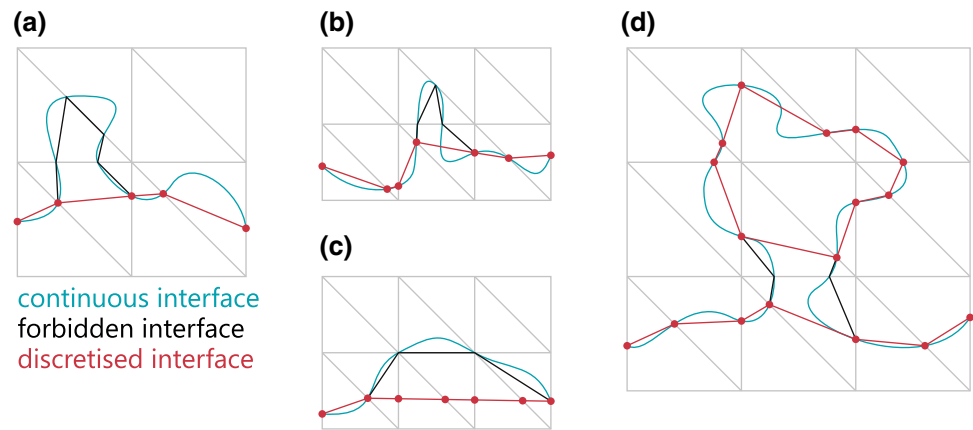 (a)
(b)
(c)
(d)
continuous interface
forbidden interface
discretised interface